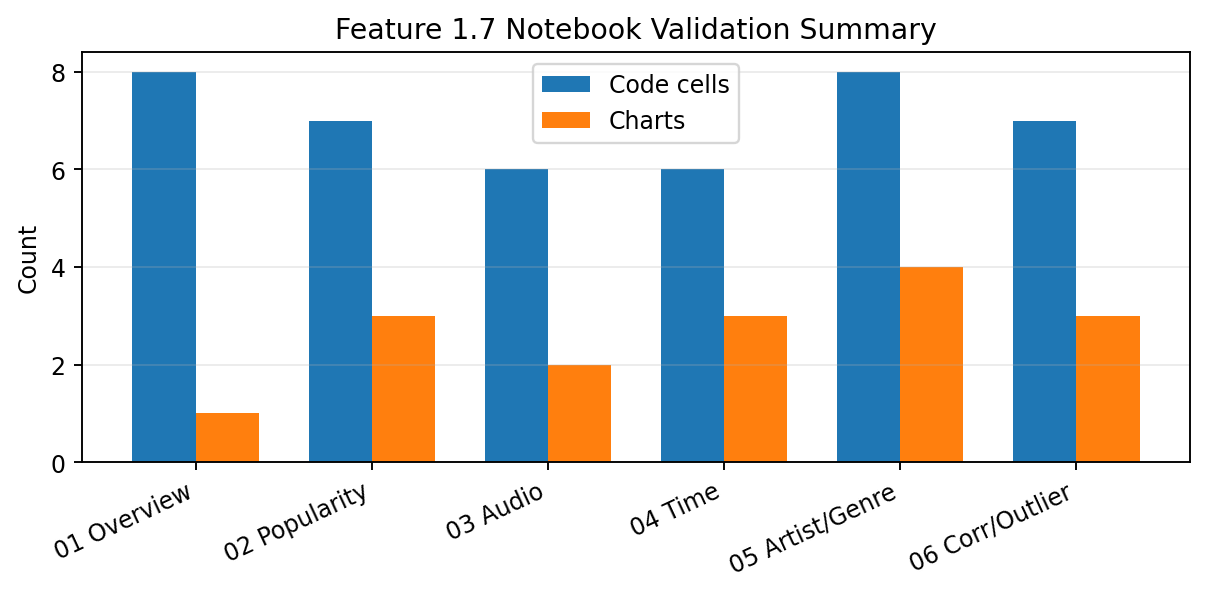 Feature 1.7 Notebook Validation Summary
Code cells
Charts
Count
8
6
4
2
0
01 Overview
02 Popularity
03 Audio
04 Time
05 Artist/Genre
06 Corr/Outlier